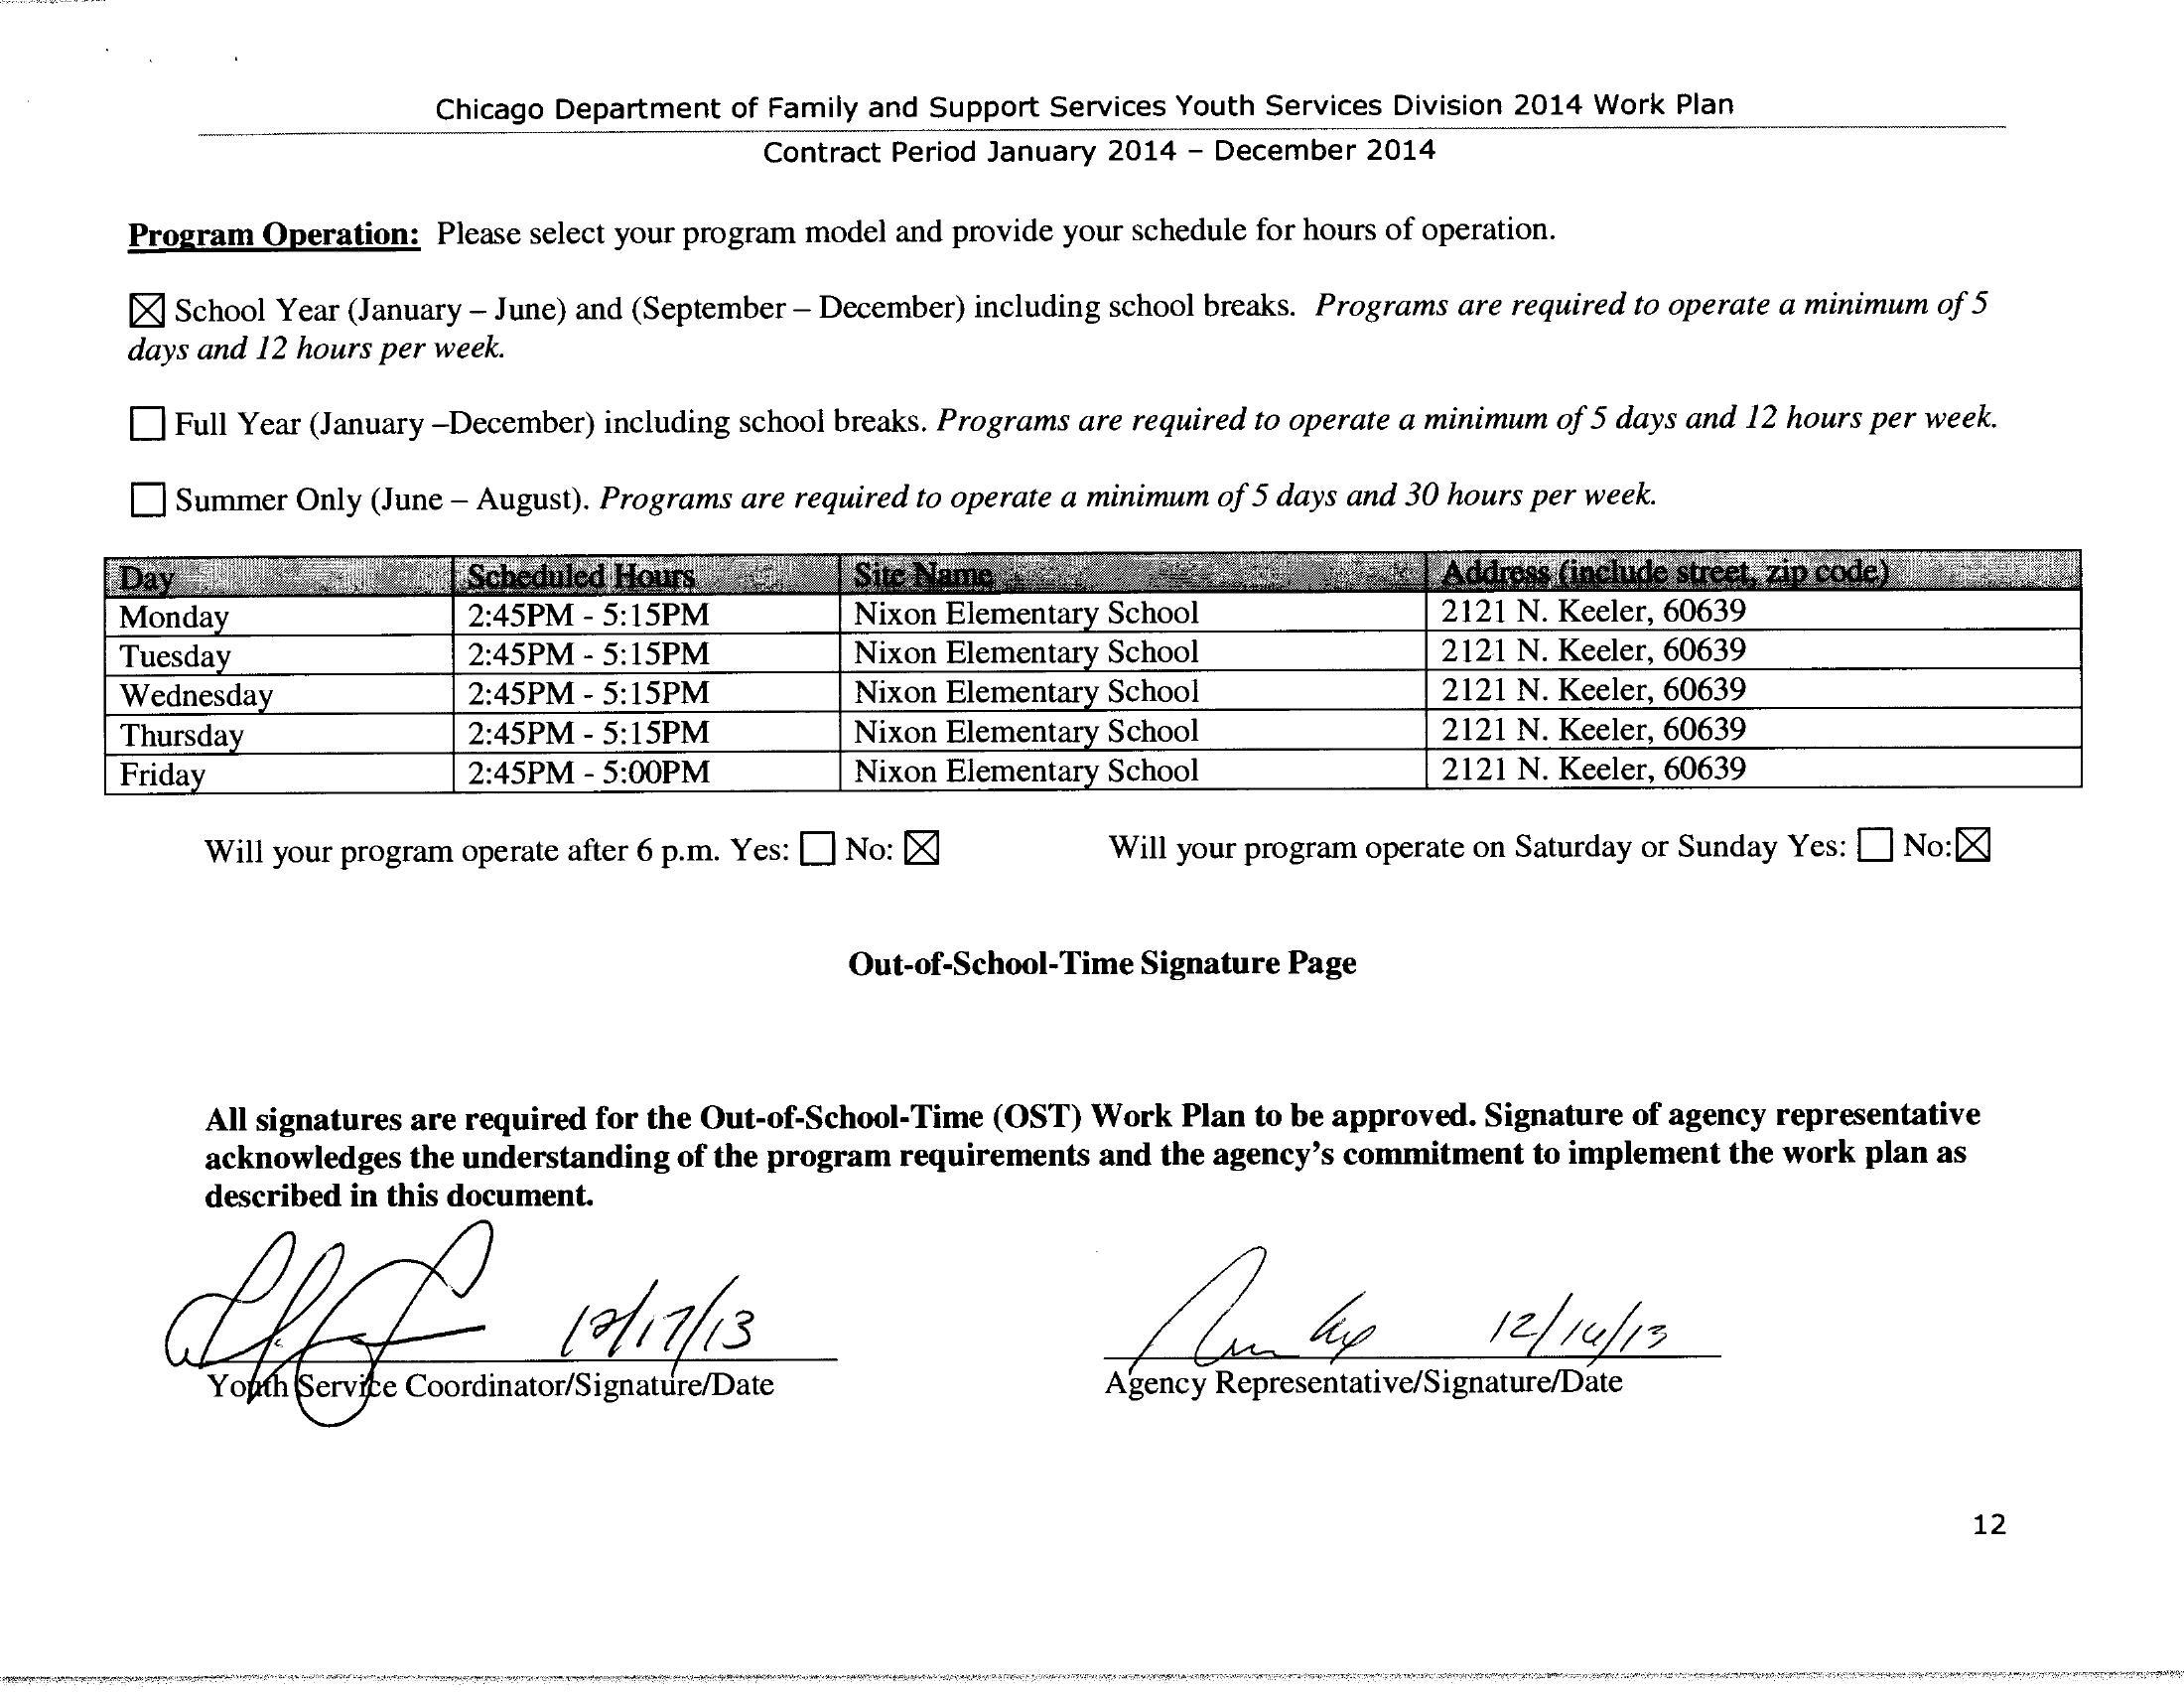 Chicago Department of Family and Support Services Youth Services Division 2014 Work Plan
Contract Period January 2014 – December 2014
Program Operation: Please select your program model and provide your schedule for hours of operation.
☒ School Year (January – June) and (September – December) including school breaks. Programs are required to operate a minimum of 5
days and 12 hours per week.
☐ Full Year (January –December) including school breaks. Programs are required to operate a minimum of 5 days and 12 hours per week.
☐ Summer Only (June – August). Programs are required to operate a minimum of 5 days and 30 hours per week.
Day Scheduled Hours Site Name Address (include street, zip code)
Monday 2:45PM - 5:15PM Nixon Elementary School 2121 N. Keeler, 60639
Tuesday 2:45PM - 5:15PM Nixon Elementary School 2121 N. Keeler, 60639
Wednesday 2:45PM - 5:15PM Nixon Elementary School 2121 N. Keeler, 60639
Thursday 2:45PM - 5:15PM Nixon Elementary School 2121 N. Keeler, 60639
Friday 2:45PM - 5:00PM Nixon Elementary School 2121 N. Keeler, 60639
Will your program operate after 6 p.m. Yes: ☐ No: ☒ Will your program operate on Saturday or Sunday Yes: ☐ No:☒
Out-of-School-Time Signature Page
All signatures are required for the Out-of-School-Time (OST) Work Plan to be approved. Signature of agency representative
acknowledges the understanding of the program requirements and the agency's commitment to implement the work plan as
described in this document.
12/17/13
Youth Service Coordinator/Signature/Date Agency Representative/Signature/Date
12